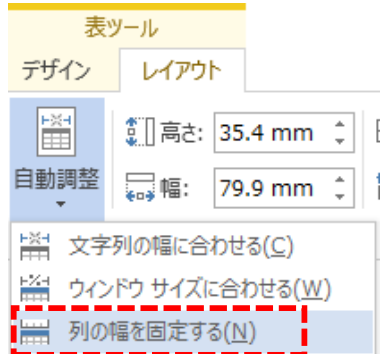 表ツール
デザイン レイアウト
高さ: 35.4 mm
自動調整
幅: 79.9 mm
文字列の幅に合わせる(C)
ウィンドウ サイズに合わせる(W)
列の幅を固定する(N)